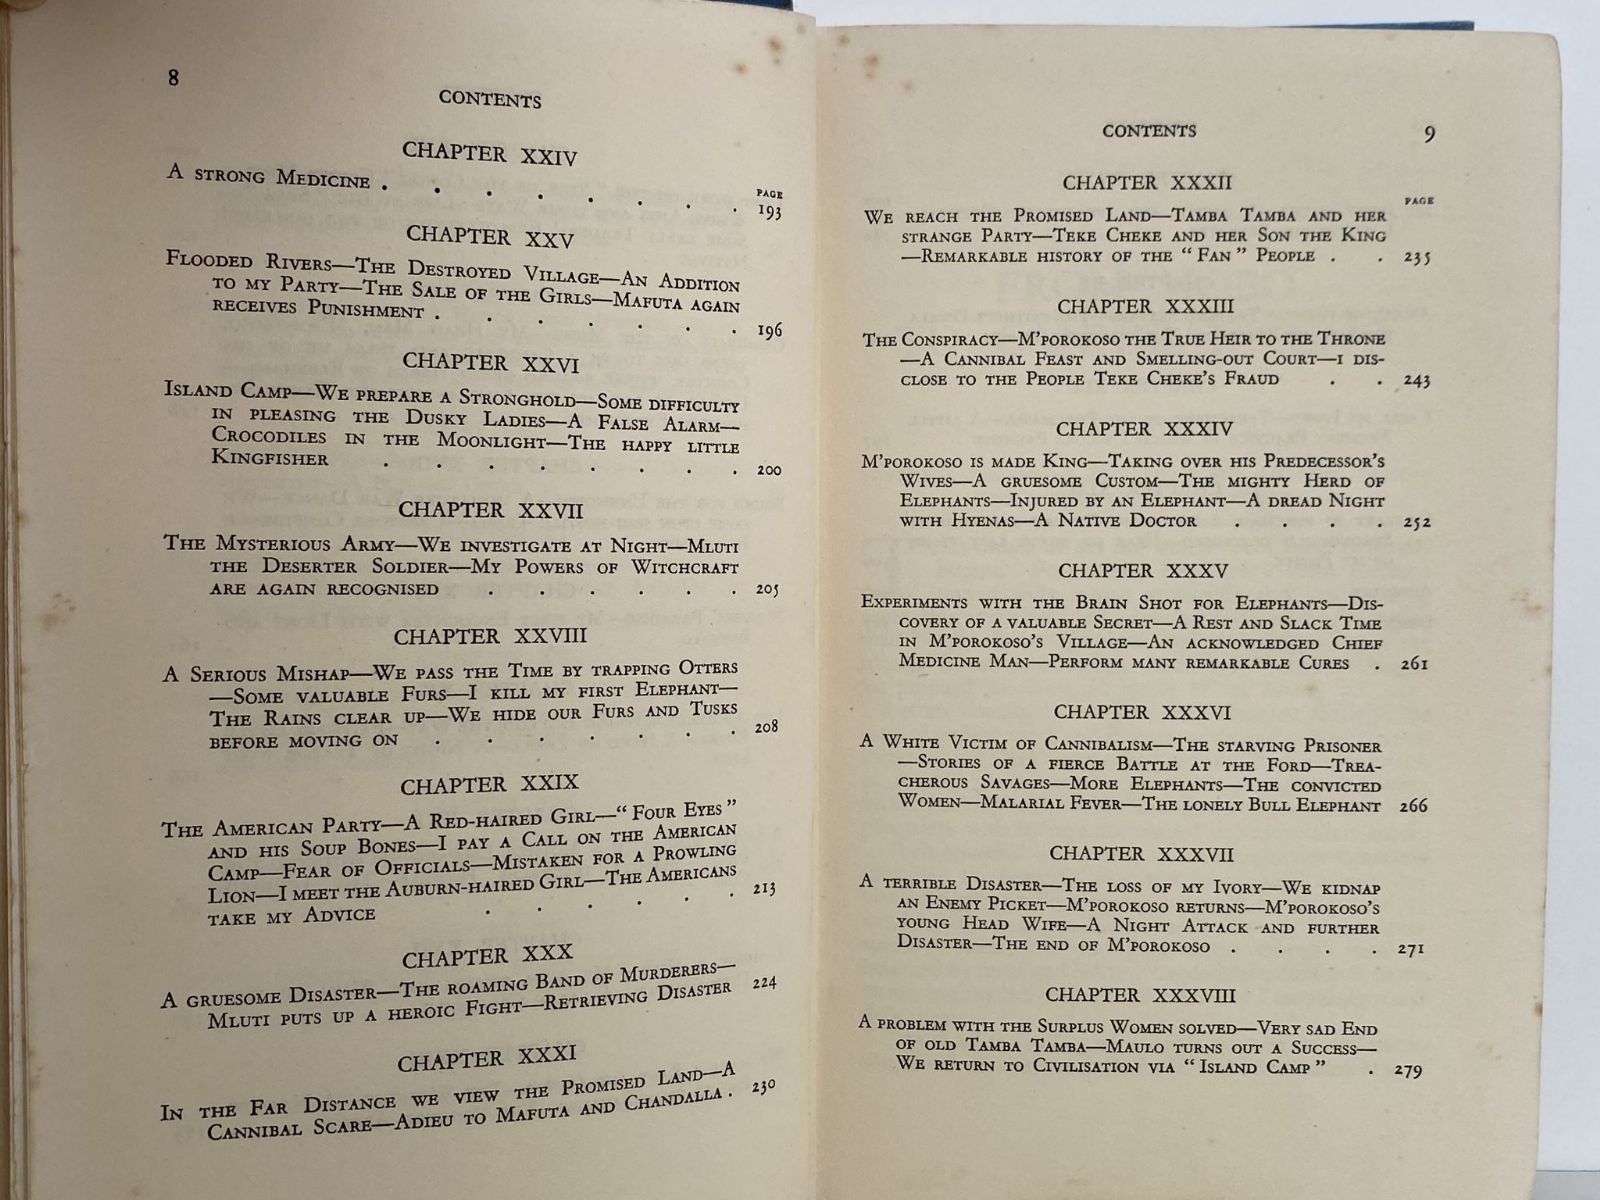 8
CONTENTS
CHAPTER XXIV
PAGE
A STRONG MEDICINE . . . . . . . . 193
CHAPTER XXV
FLOODED RIVERS—THE DESTROYED VILLAGE—AN ADDITION
TO MY PARTY—THE SALE OF THE GIRLS—MAFUTA AGAIN
RECEIVES PUNISHMENT . . . . . . . 196
CHAPTER XXVI
ISLAND CAMP—WE PREPARE A STRONGHOLD—SOME DIFFICULTY
IN PLEASING THE DUSKY LADIES—A FALSE ALARM—
CROCODILES IN THE MOONLIGHT—THE HAPPY LITTLE
KINGFISHER . . . . . . . . 200
CHAPTER XXVII
THE MYSTERIOUS ARMY—WE INVESTIGATE AT NIGHT—MLUTI
THE DESERTER SOLDIER—MY POWERS OF WITCHCRAFT
ARE AGAIN RECOGNISED . . . . . . 205
CHAPTER XXVIII
A SERIOUS MISHAP—WE PASS THE TIME BY TRAPPING OTTERS
—SOME VALUABLE FURS—I KILL MY FIRST ELEPHANT—
THE RAINS CLEAR UP—WE HIDE OUR FURS AND TUSKS
BEFORE MOVING ON . . . . . . . 208
CHAPTER XXIX
THE AMERICAN PARTY—A RED-HAIRED GIRL—“ FOUR EYES ”
AND HIS SOUP BONES—I PAY A CALL ON THE AMERICAN
CAMP—FEAR OF OFFICIALS—MISTAKEN FOR A PROWLING
LION—I MEET THE AUBURN-HAIRED GIRL—THE AMERICANS
TAKE MY ADVICE . . . . . . 213
CHAPTER XXX
A GRUESOME DISASTER—THE ROAMING BAND OF MURDERERS—
MLUTI PUTS UP A HEROIC FIGHT—RETRIEVING DISASTER 224
CHAPTER XXXI
IN THE FAR DISTANCE WE VIEW THE PROMISED LAND—A
CANNIBAL SCARE—ADIEU TO MAFUTA AND CHANDALLA . 230
CONTENTS 9
CHAPTER XXXII
PAGE
WE REACH THE PROMISED LAND—TAMBA TAMBA AND HER
STRANGE PARTY—TEKE CHEKE AND HER SON THE KING
—REMARKABLE HISTORY OF THE “ FAN ” PEOPLE . . 235
CHAPTER XXXIII
THE CONSPIRACY—M'POROKOSO THE TRUE HEIR TO THE THRONE
—A CANNIBAL FEAST AND SMELLING-OUT COURT—I DIS-
CLOSE TO THE PEOPLE TEKE CHEKE'S FRAUD . . 243
CHAPTER XXXIV
M'POROKOSO IS MADE KING—TAKING OVER HIS PREDECESSOR'S
WIVES—A GRUESOME CUSTOM—THE MIGHTY HERD OF
ELEPHANTS—INJURED BY AN ELEPHANT—A DREAD NIGHT
WITH HYENAS—A NATIVE DOCTOR . . . . 252
CHAPTER XXXV
EXPERIMENTS WITH THE BRAIN SHOT FOR ELEPHANTS—DIS-
COVERY OF A VALUABLE SECRET—A REST AND SLACK TIME
IN M'POROKOSO'S VILLAGE—AN ACKNOWLEDGED CHIEF
MEDICINE MAN—PERFORM MANY REMARKABLE CURES . 261
CHAPTER XXXVI
A WHITE VICTIM OF CANNIBALISM—THE STARVING PRISONER
—STORIES OF A FIERCE BATTLE AT THE FORD—TREA-
CHEROUS SAVAGES—MORE ELEPHANTS—THE CONVICTED
WOMEN—MALARIAL FEVER—THE LONELY BULL ELEPHANT 266
CHAPTER XXXVII
A TERRIBLE DISASTER—THE LOSS OF MY IVORY—WE KIDNAP
AN ENEMY PICKET—M'POROKOSO RETURNS—M'POROKOSO'S
YOUNG HEAD WIFE—A NIGHT ATTACK AND FURTHER
DISASTER—THE END OF M'POROKOSO . . . . 271
CHAPTER XXXVIII
A PROBLEM WITH THE SURPLUS WOMEN SOLVED—VERY SAD END
OF OLD TAMBA TAMBA—MAULO TURNS OUT A SUCCESS—
WE RETURN TO CIVILISATION VIA “ ISLAND CAMP ” . 279